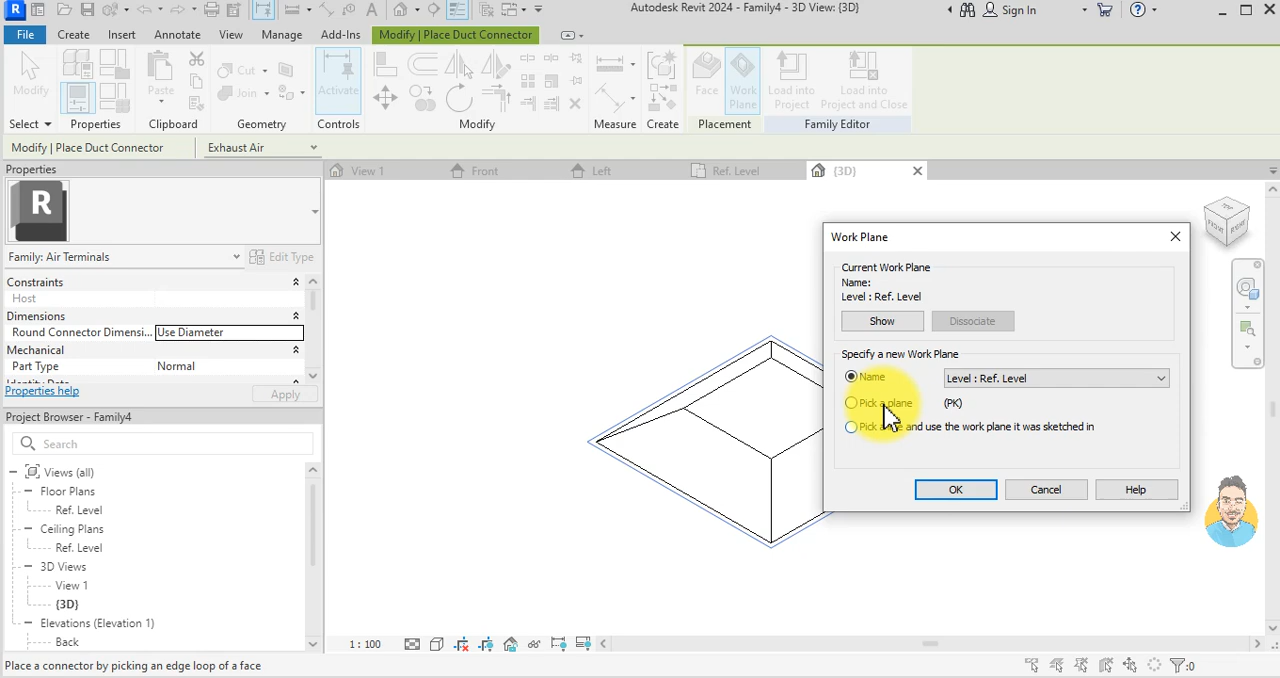 Autodesk Revit 2024 - Family4 - 3D View: {3D}
Sign In
File Create Insert Annotate View Manage Add-Ins Modify | Place Duct Connector
Modify
Paste
Cut
Join
Activate
Face
Work Plane
Load into Project
Load into Project and Close
Select Properties Clipboard Geometry Controls Modify Measure Create Placement Family Editor
Modify | Place Duct Connector Exhaust Air
Properties
View 1 Front Left Ref. Level {3D}
R
Family: Air Terminals Edit Type
Constraints
Host
Dimensions
Round Connector Dimensi... Use Diameter
Mechanical
Part Type Normal
Identity Data
Properties help Apply
Project Browser - Family4
Search
Views (all)
Floor Plans
Ref. Level
Ceiling Plans
Ref. Level
3D Views
View 1
{3D}
Elevations (Elevation 1)
Back
TOP
FRONT
RIGHT
Work Plane
Current Work Plane
Name:
Level : Ref. Level
Show Dissociate
Specify a new Work Plane
Name Level : Ref. Level
Pick a plane (PK)
Pick a and use the work plane it was sketched in
OK Cancel Help
1 : 100
Place a connector by picking an edge loop of a face
:0